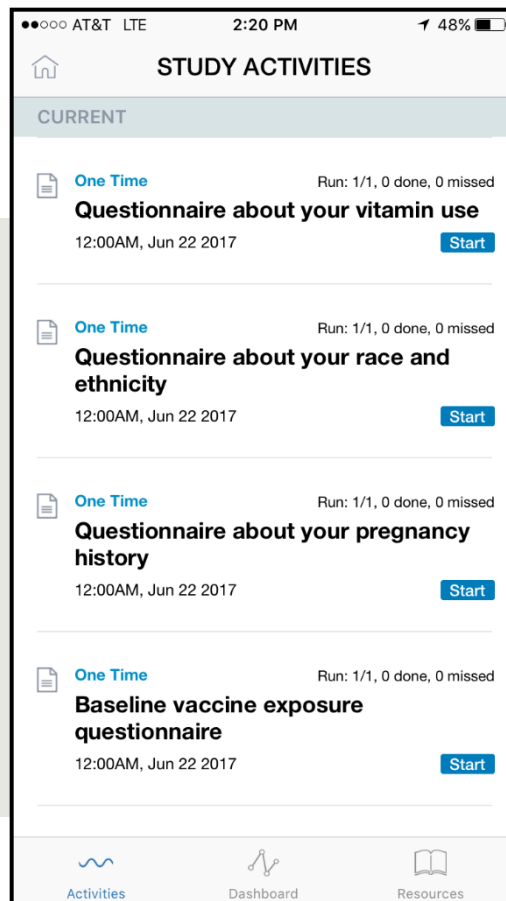 AT&T LTE 2:20 PM 48%
STUDY ACTIVITIES
CURRENT
One Time Run: 1/1, 0 done, 0 missed
Questionnaire about your vitamin use
12:00AM, Jun 22 2017 Start
One Time Run: 1/1, 0 done, 0 missed
Questionnaire about your race and
ethnicity
12:00AM, Jun 22 2017 Start
One Time Run: 1/1, 0 done, 0 missed
Questionnaire about your pregnancy
history
12:00AM, Jun 22 2017 Start
One Time Run: 1/1, 0 done, 0 missed
Baseline vaccine exposure
questionnaire
12:00AM, Jun 22 2017 Start
Activities Dashboard Resources